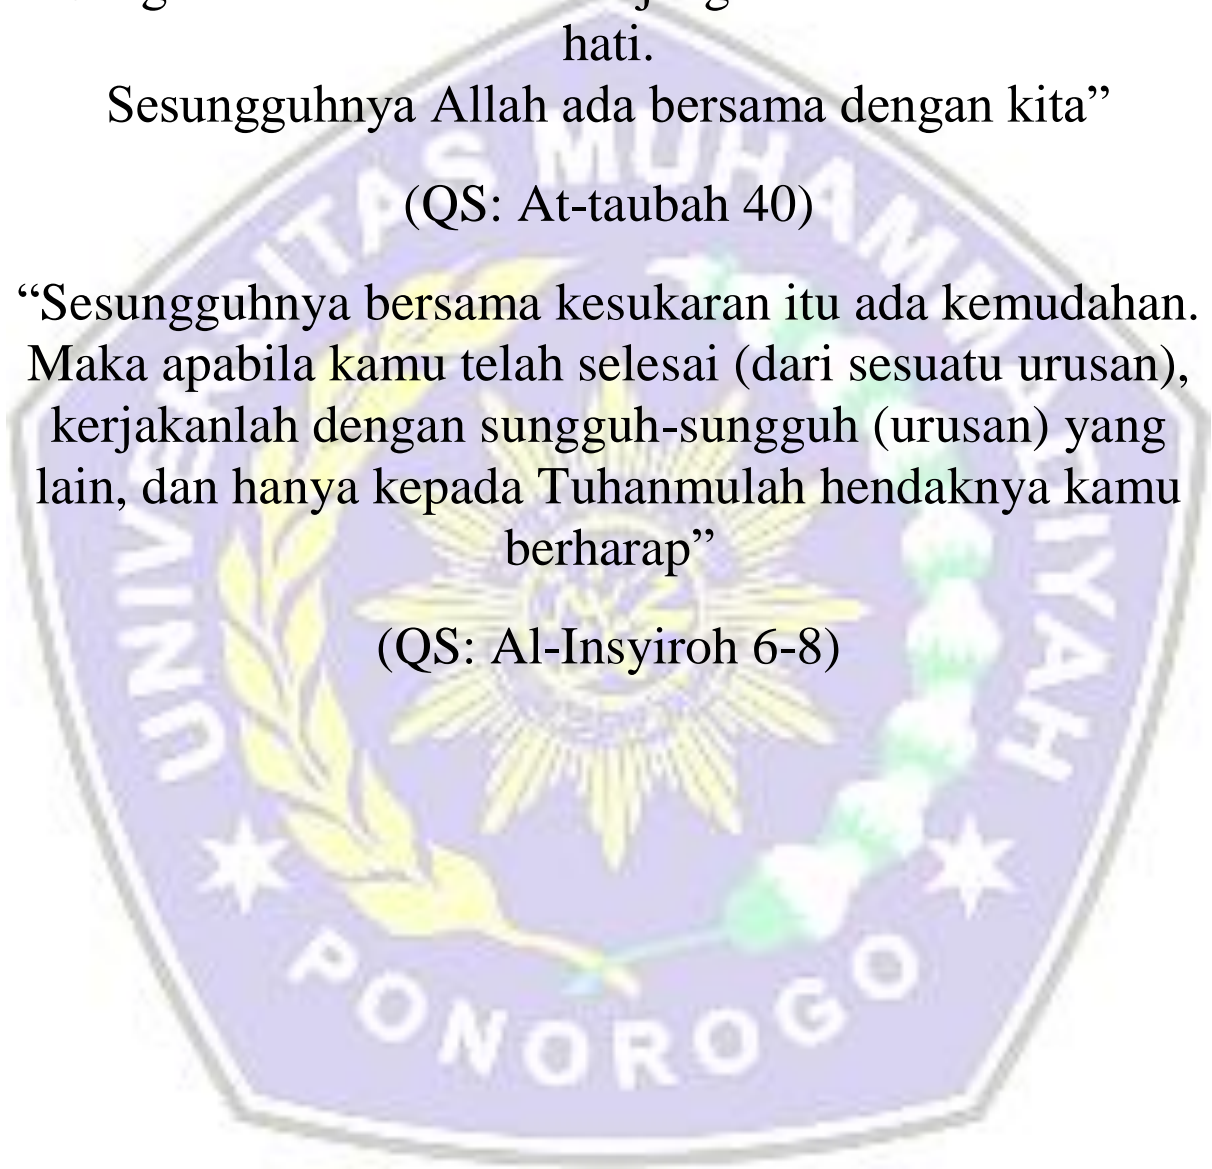 hati.
Sesungguhnya Allah ada bersama dengan kita”
(QS: At-taubah 40)
“Sesungguhnya bersama kesukaran itu ada kemudahan.
Maka apabila kamu telah selesai (dari sesuatu urusan),
kerjakanlah dengan sungguh-sungguh (urusan) yang
lain, dan hanya kepada Tuhanmulah hendaknya kamu
berharap”
(QS: Al-Insyiroh 6-8)
UNIVERSITAS MUHAMMADIYAH
PONOROGO